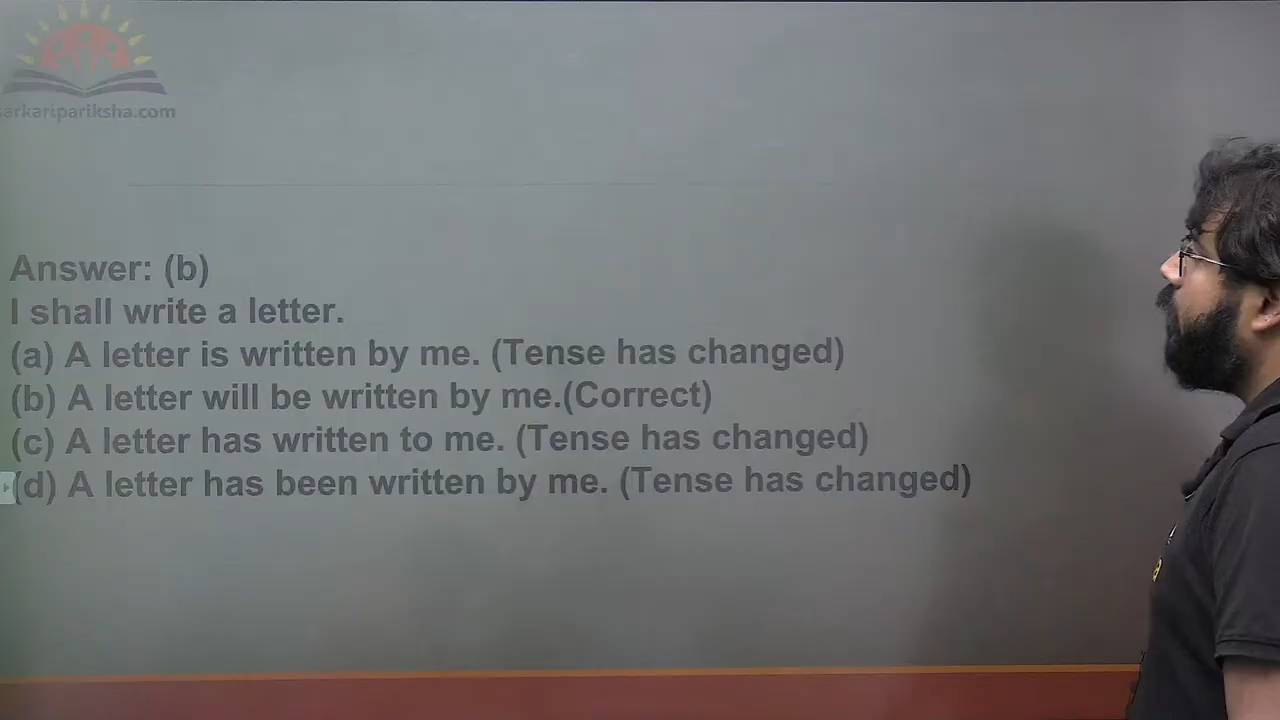 sarkaripariksha.com
Answer: (b)
I shall write a letter.
(a) A letter is written by me. (Tense has changed)
(b) A letter will be written by me.(Correct)
(c) A letter has written to me. (Tense has changed)
(d) A letter has been written by me. (Tense has changed)